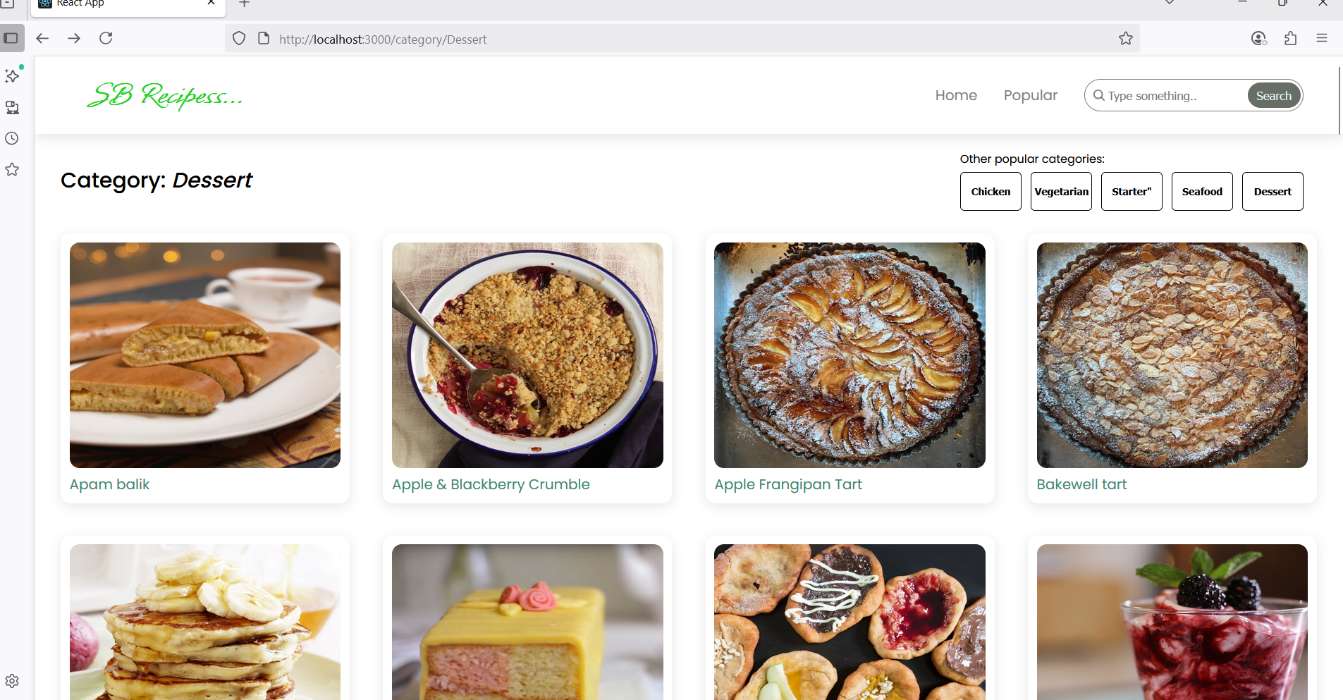 React App
http://localhost:3000/category/Dessert
SB Recipess...
Home
Popular
Type something..
Search
Category: Dessert
Other popular categories:
Chicken
Vegetarian
Starter"
Seafood
Dessert
Apam balik
Apple & Blackberry Crumble
Apple Frangipan Tart
Bakewell tart